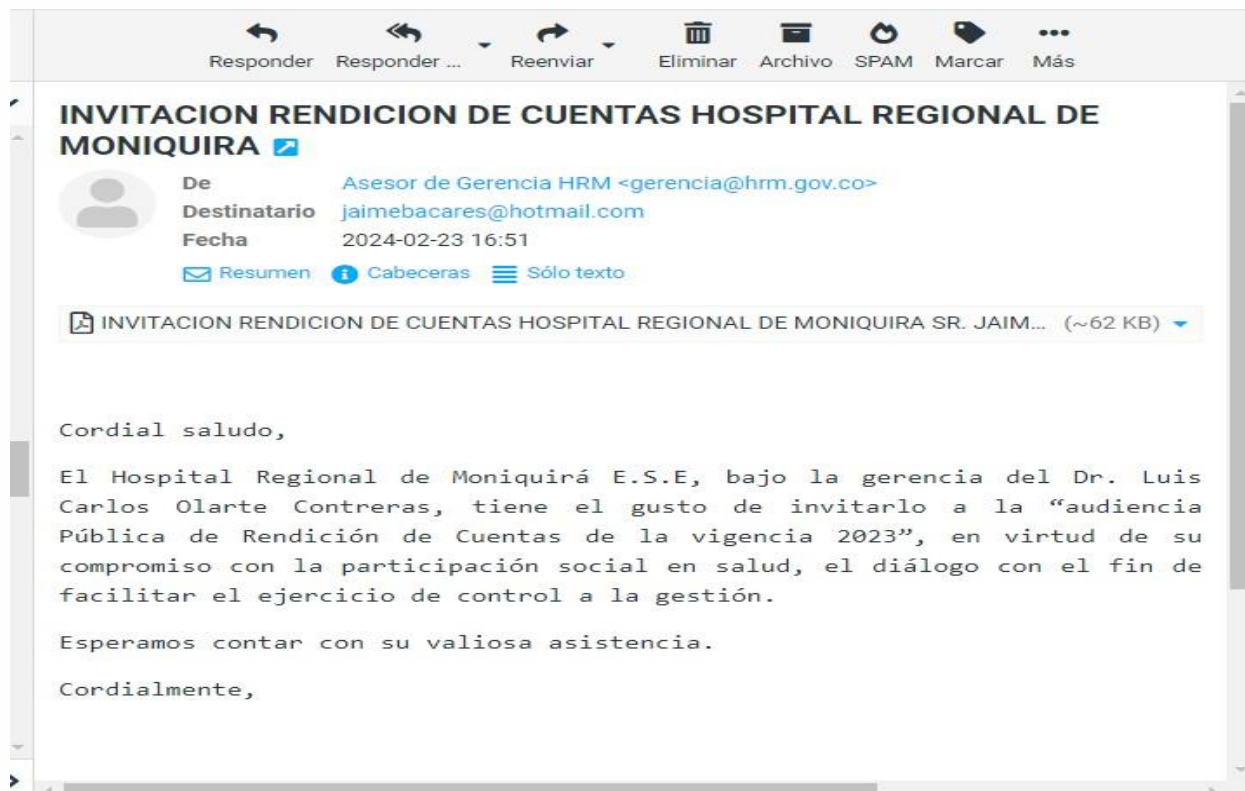 Responder Responder ... Reenviar Eliminar Archivo SPAM Marcar Más
INVITACION RENDICION DE CUENTAS HOSPITAL REGIONAL DE
MONIQUIRA
De Asesor de Gerencia HRM <gerencia@hrm.gov.co>
Destinatario jaimebacares@hotmail.com
Fecha 2024-02-23 16:51
Resumen Cabeceras Sólo texto
INVITACION RENDICION DE CUENTAS HOSPITAL REGIONAL DE MONIQUIRA SR. JAIM... (~62 KB)
Cordial saludo,
El Hospital Regional de Moniquirá E.S.E, bajo la gerencia del Dr. Luis
Carlos Olarte Contreras, tiene el gusto de invitarlo a la “audiencia
Pública de Rendición de Cuentas de la vigencia 2023”, en virtud de su
compromiso con la participación social en salud, el diálogo con el fin de
facilitar el ejercicio de control a la gestión.
Esperamos contar con su valiosa asistencia.
Cordialmente,